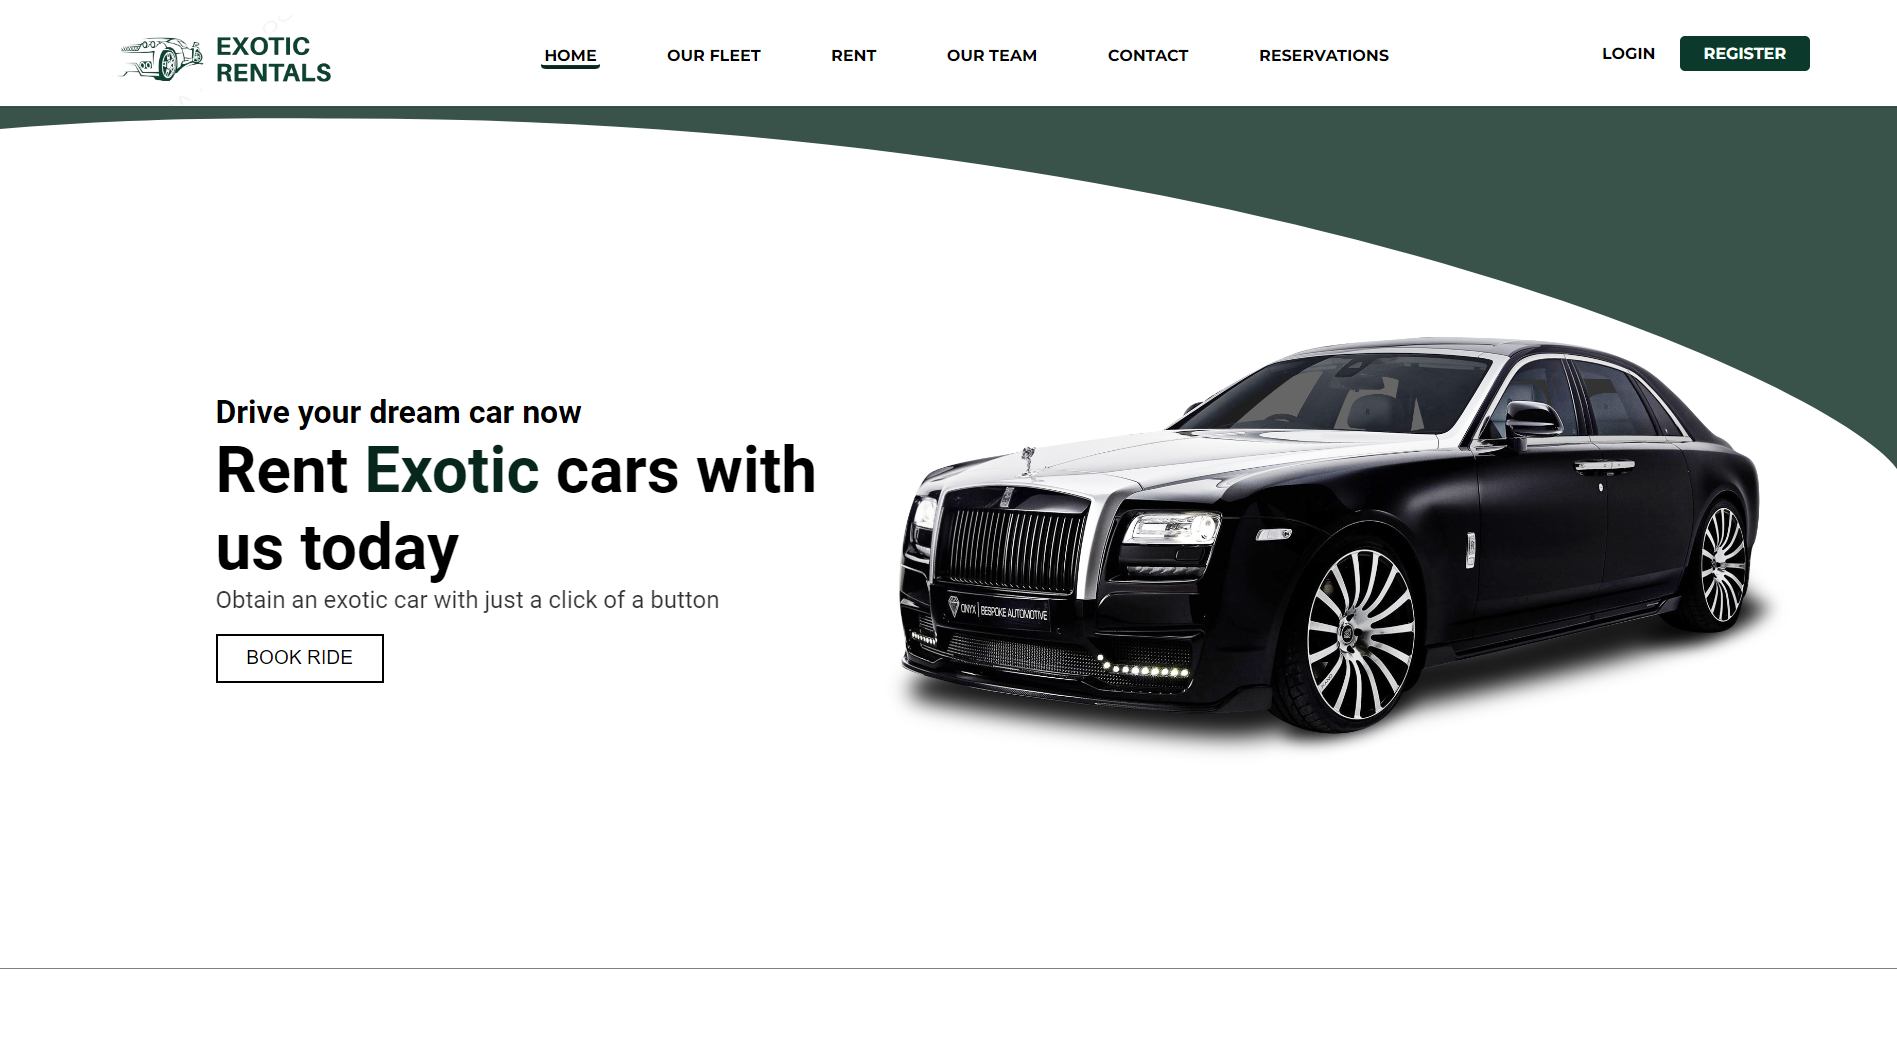 EXOTIC
RENTALS
HOME
OUR FLEET
RENT
OUR TEAM
CONTACT
RESERVATIONS
LOGIN
REGISTER
Drive your dream car now
Rent Exotic cars with
us today
Obtain an exotic car with just a click of a button
BOOK RIDE
ONYX | BESPOKE AUTOMOTIVE